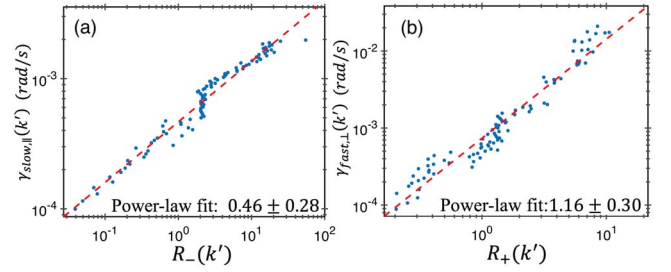 (a)
γslow,∥(k′) (rad/s)
10⁻³
10⁻⁴
Power-law fit: 0.46 ± 0.28
10⁻¹ 10⁰ 10¹ 10²
R₋(k′)
(b)
γfast,⊥(k′) (rad/s)
10⁻²
10⁻³
10⁻⁴
Power-law fit:1.16 ± 0.30
10⁰ 10¹
R₊(k′)